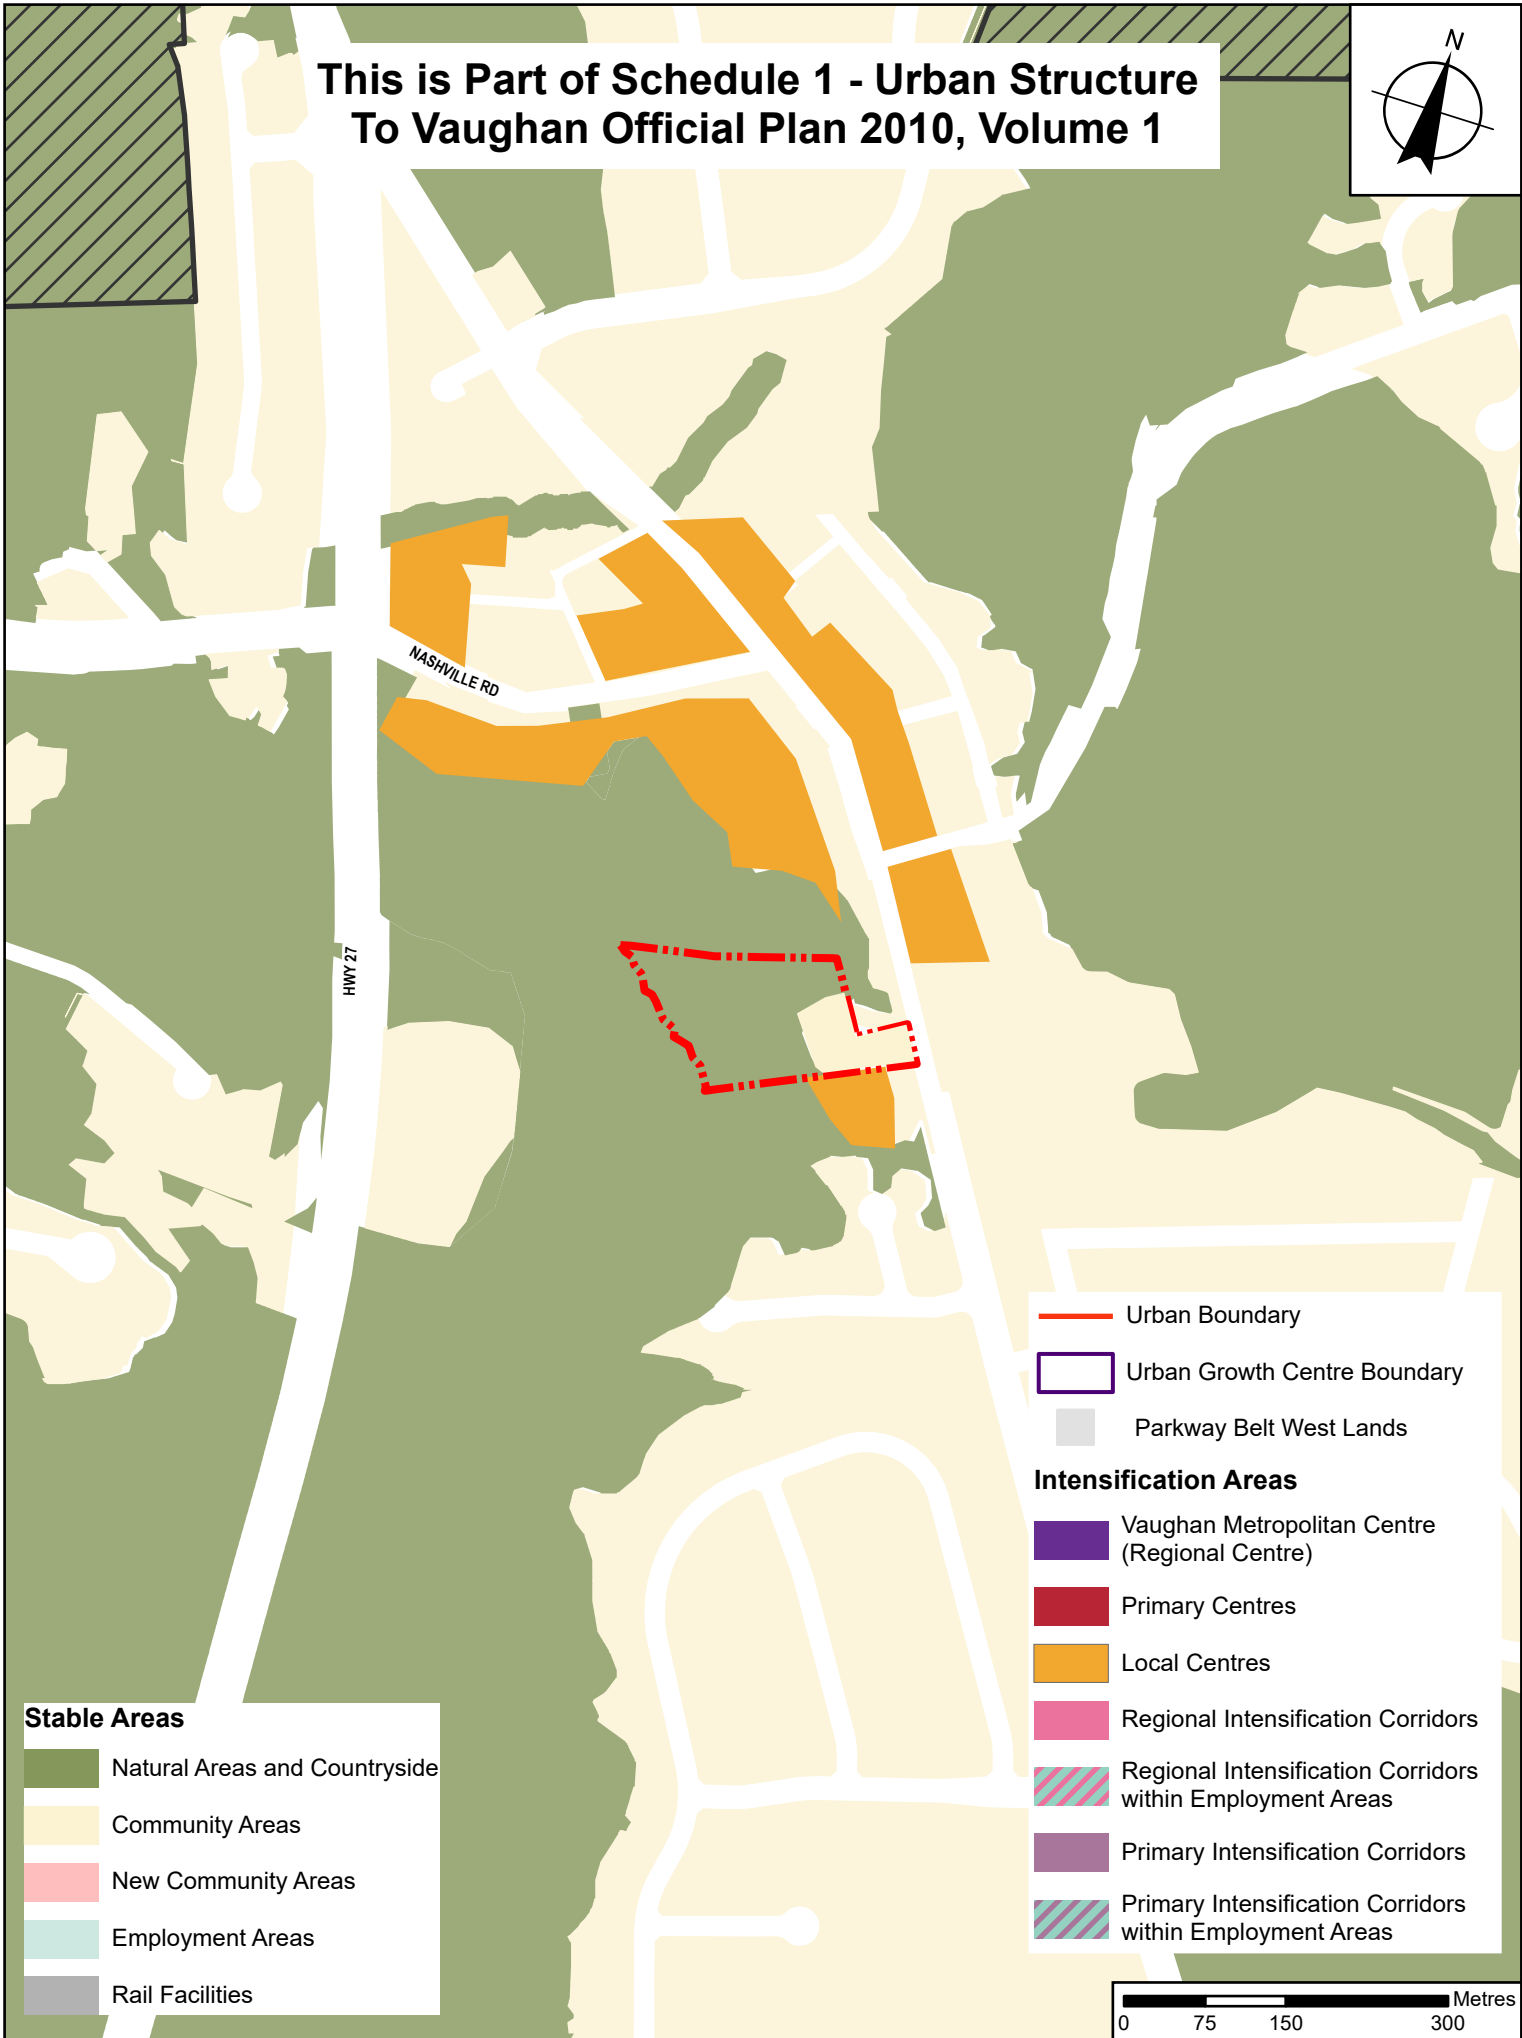 This is Part of Schedule 1 - Urban Structure
To Vaughan Official Plan 2010, Volume 1
N
NASHVILLE RD
HWY 27
Urban Boundary
Urban Growth Centre Boundary
Parkway Belt West Lands
Intensification Areas
Vaughan Metropolitan Centre
(Regional Centre)
Primary Centres
Local Centres
Regional Intensification Corridors
Regional Intensification Corridors
within Employment Areas
Primary Intensification Corridors
Primary Intensification Corridors
within Employment Areas
Stable Areas
Natural Areas and Countryside
Community Areas
New Community Areas
Employment Areas
Rail Facilities
Metres
0 75 150 300